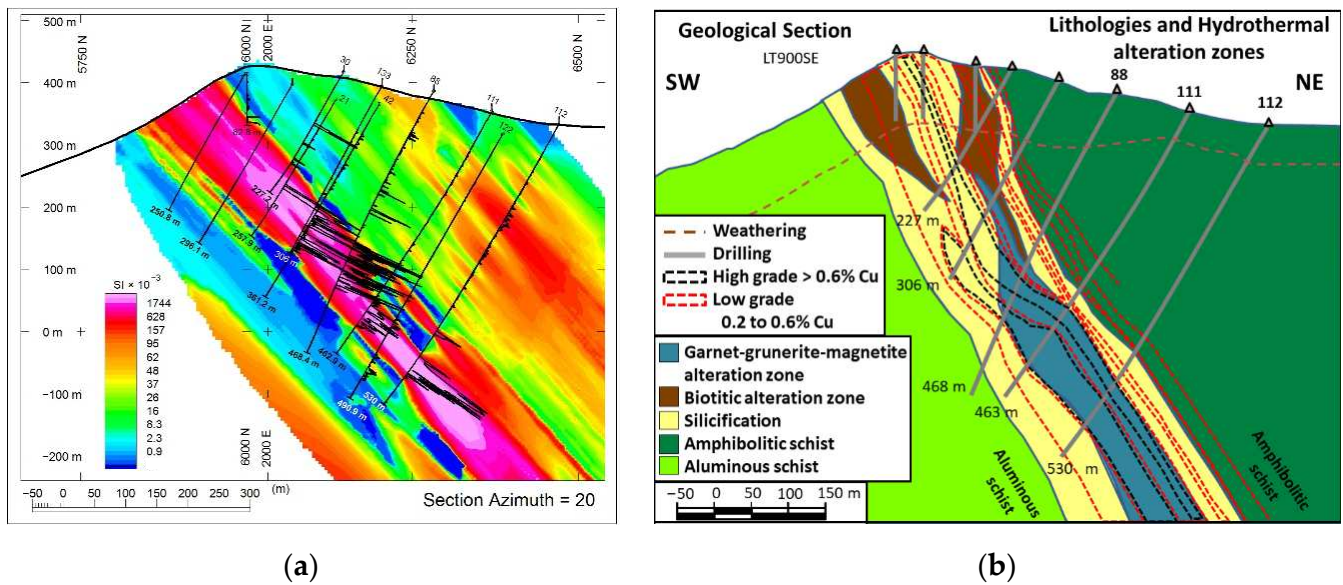 500 m
400 m
300 m
200 m
100 m
0 m
−100 m
−200 m
5750 N
6000 N
2000 E
6250 N
6500 N
30
21
133
42
88
111
122
112
62.8 m
227.2 m
250.8 m
296.1 m
257.9 m
306 m
361.2 m
468.4 m
462.9 m
490.9 m
530 m
SI × 10⁻³
1744
628
157
95
62
37
26
16
8.3
2.3
0.9
6000 N
2000 E
−50 0 50 100 150 200 250 300 (m)
Section Azimuth = 20
(a)
Geological Section
LT900SE
Lithologies and Hydrothermal
alteration zones
SW
NE
88
111
112
227 m
306 m
468 m
463 m
530 m
Weathering
Drilling
High grade > 0.6% Cu
Low grade
0.2 to 0.6% Cu
Garnet-grunerite-magnetite
alteration zone
Biotitic alteration zone
Silicification
Amphibolitic schist
Aluminous schist
−50 0 50 150 m
Aluminous
schist
Amphibolitic
schist
(b)